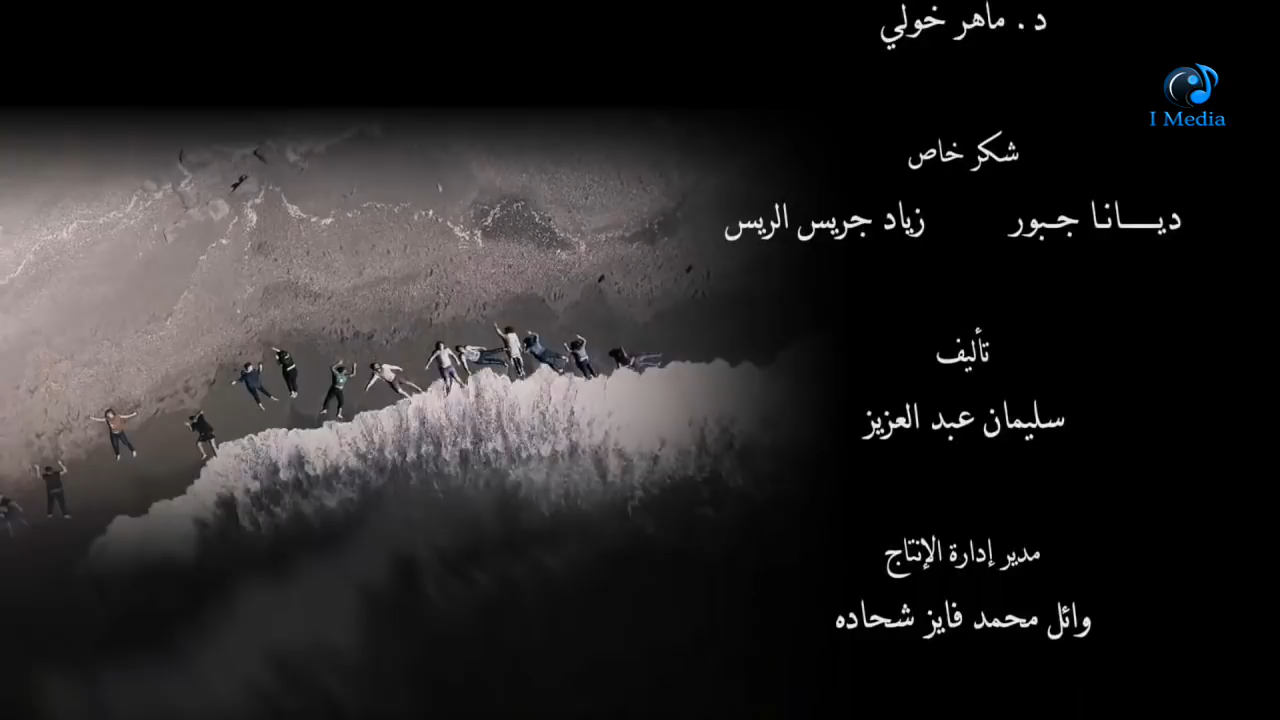 د . ماهر خولي
I Media
شكر خاص
ديـــانا جـبور زياد جريس الريس
تأليف
سليمان عبد العزيز
مدير إدارة الإنتاج
وائل محمد فايز شحاده